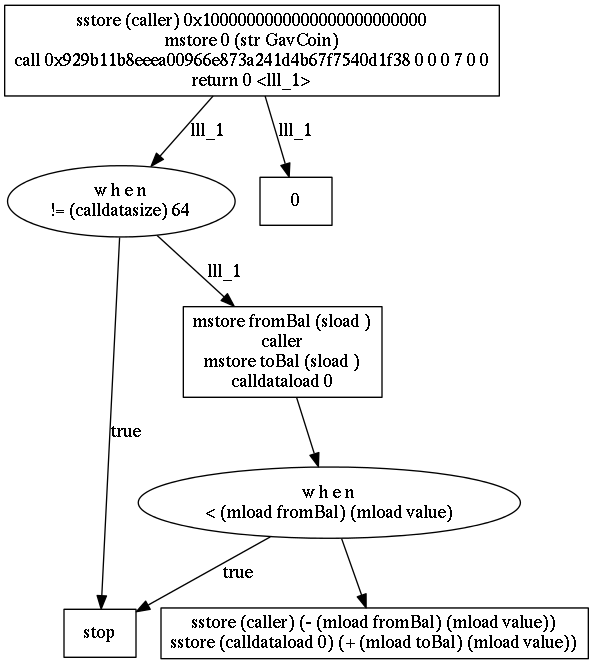 sstore (caller) 0x1000000000000000000000000
mstore 0 (str GavCoin)
call 0x929b11b8eeea00966e873a241d4b67f7540d1f38 0 0 0 7 0 0
return 0 <lll_1>
lll_1
lll_1
w h e n
!= (calldatasize) 64
0
lll_1
mstore fromBal (sload )
caller
mstore toBal (sload )
calldataload 0
true
w h e n
< (mload fromBal) (mload value)
true
stop
sstore (caller) (- (mload fromBal) (mload value))
sstore (calldataload 0) (+ (mload toBal) (mload value))